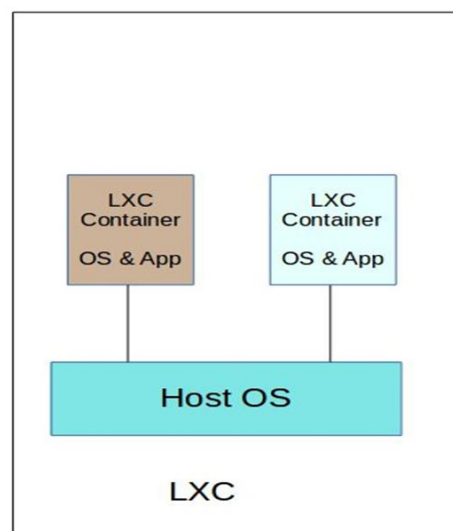 LXC
Container
OS & App
LXC
Container
OS & App
Host OS
LXC